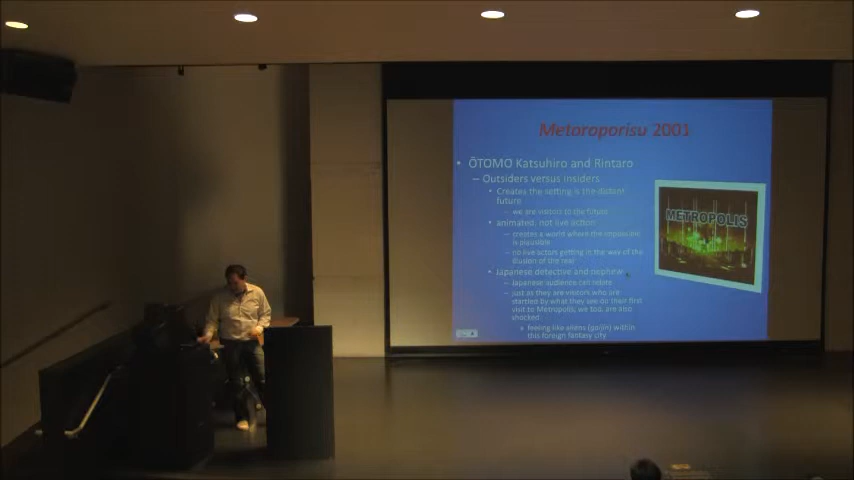 Metoroporisu 2001
• ŌTOMO Katsuhiro and Rintaro
– Outsiders versus insiders
• Creates the setting is the distant
future
– we are visitors to the future
• animated, not live action
– creates a world where the impossible
is plausible
– no live actors getting in the way of the
illusion of the real
• Japanese detective and nephew
– Japanese audience can relate
– just as they are visitors who are
startled by what they see on their first
visit to Metropolis, we too, are also
shocked
• feeling like aliens (gaijin) within
this foreign fantasy city
METROPOLIS